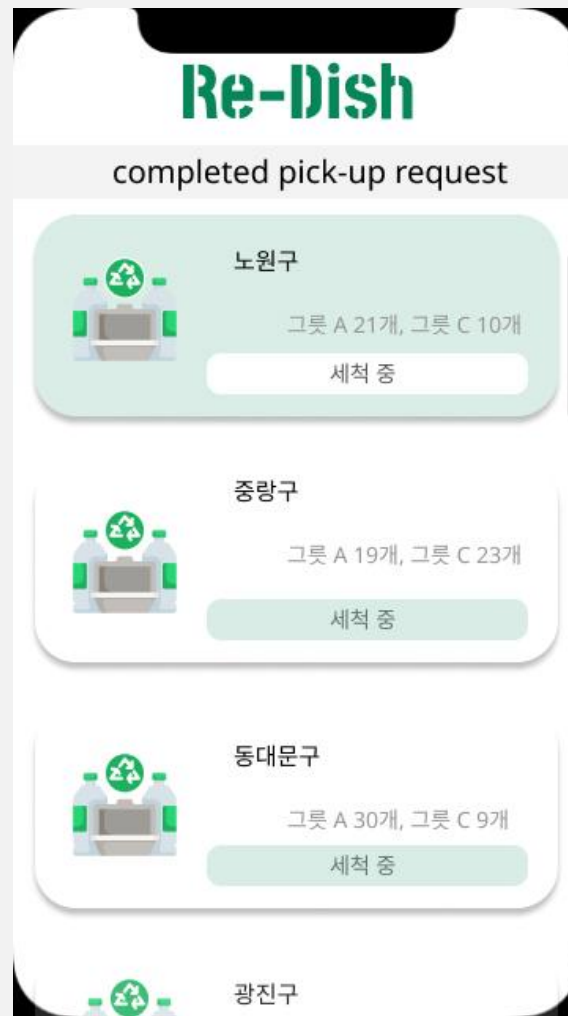 Re-Dish
completed pick-up request
노원구
그릇 A 21개, 그릇 C 10개
세척 중
중랑구
그릇 A 19개, 그릇 C 23개
세척 중
동대문구
그릇 A 30개, 그릇 C 9개
세척 중
광진구